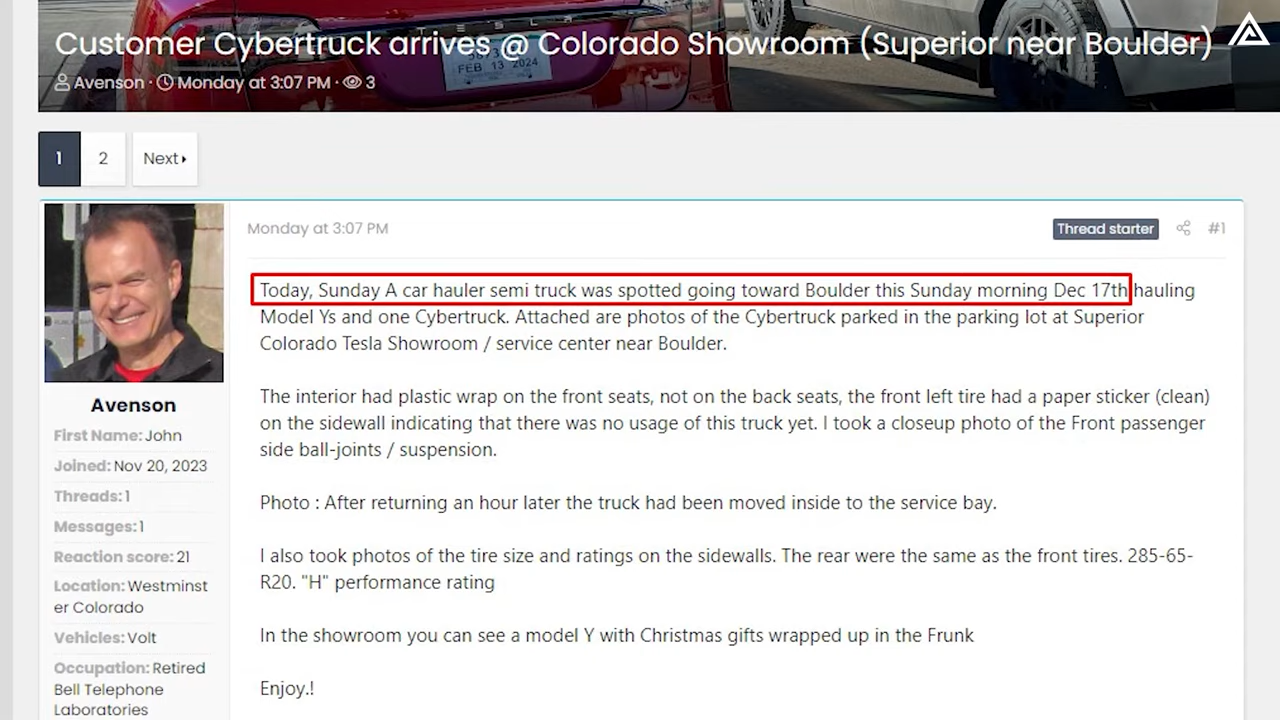 TESLA
FEB 13 2024
Customer Cybertruck arrives @ Colorado Showroom (Superior near Boulder)
Avenson · Monday at 3:07 PM · 3
1 2 Next
Monday at 3:07 PM Thread starter #1
Today, Sunday A car hauler semi truck was spotted going toward Boulder this Sunday morning Dec 17th hauling
Model Ys and one Cybertruck. Attached are photos of the Cybertruck parked in the parking lot at Superior
Colorado Tesla Showroom / service center near Boulder.
The interior had plastic wrap on the front seats, not on the back seats, the front left tire had a paper sticker (clean)
on the sidewall indicating that there was no usage of this truck yet. I took a closeup photo of the Front passenger
side ball-joints / suspension.
Photo : After returning an hour later the truck had been moved inside to the service bay.
I also took photos of the tire size and ratings on the sidewalls. The rear were the same as the front tires. 285-65-
R20. "H" performance rating
In the showroom you can see a model Y with Christmas gifts wrapped up in the Frunk
Enjoy.!
Avenson
First Name: John
Joined: Nov 20, 2023
Threads: 1
Messages: 1
Reaction score: 21
Location: Westminst
er Colorado
Vehicles: Volt
Occupation: Retired
Bell Telephone
Laboratories